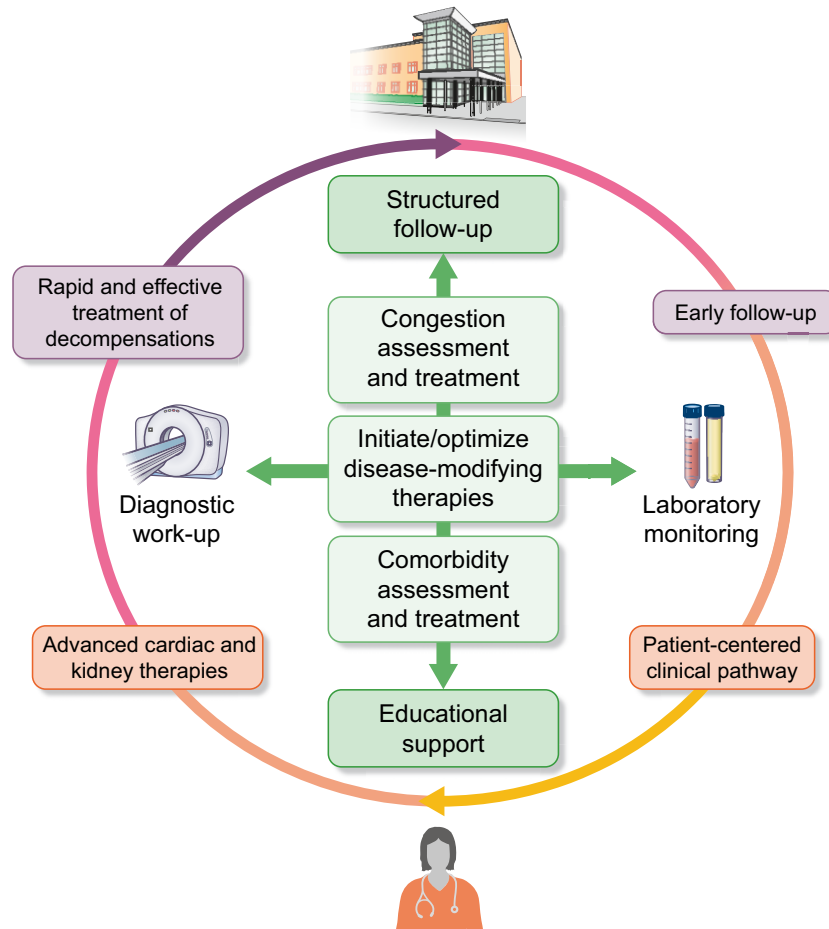 Structured
follow-up
Rapid and effective
treatment of
decompensations
Congestion
assessment
and treatment
Early follow-up
Initiate/optimize
disease-modifying
therapies
Diagnostic
work-up
Laboratory
monitoring
Comorbidity
assessment
and treatment
Advanced cardiac and
kidney therapies
Patient-centered
clinical pathway
Educational
support